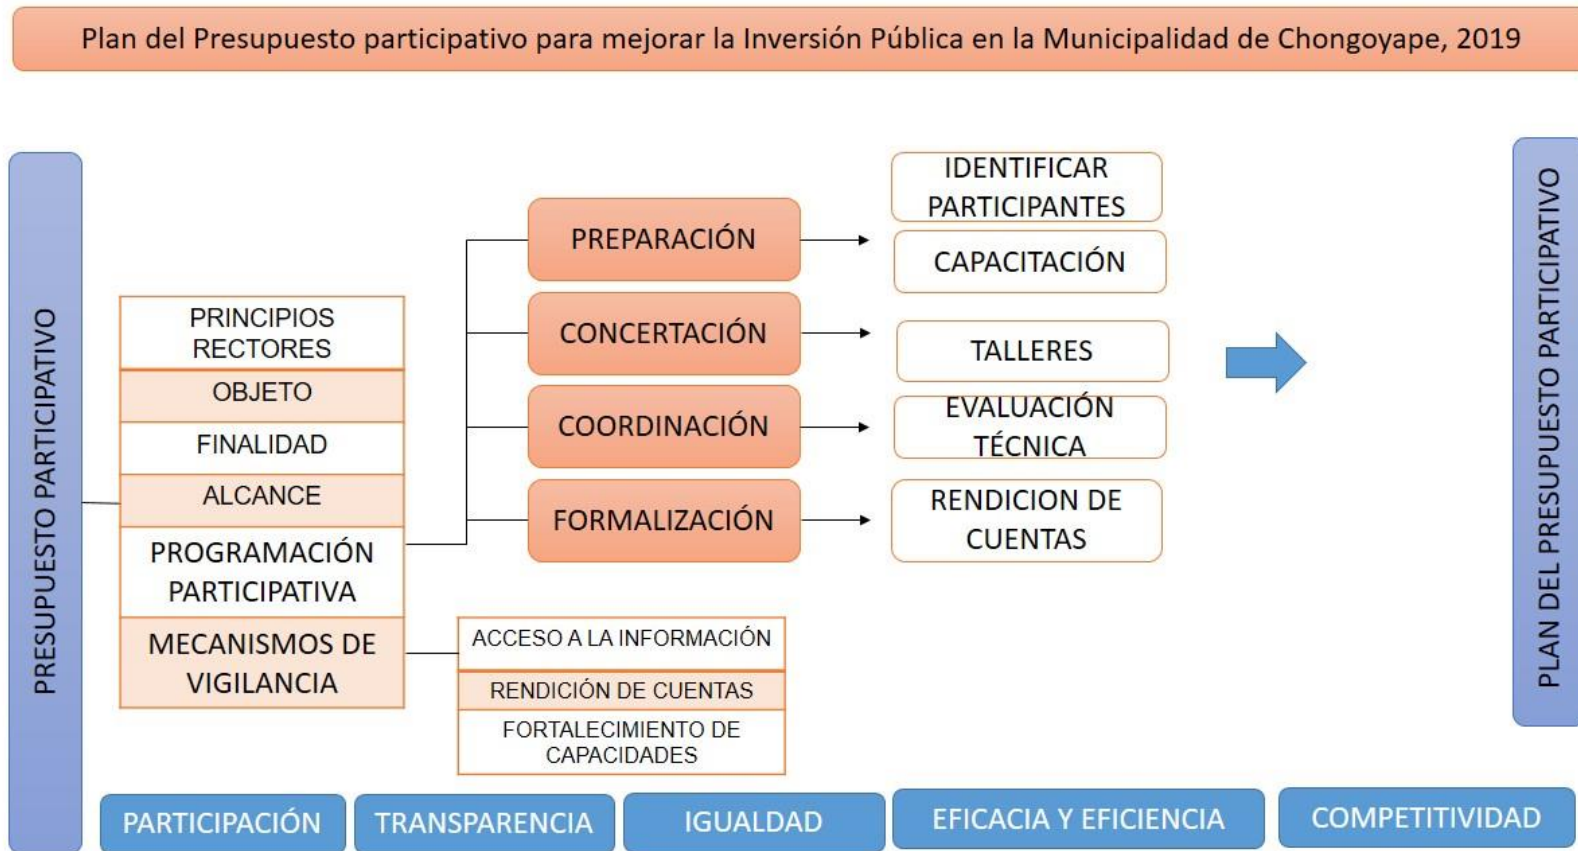 Plan del Presupuesto participativo para mejorar la Inversión Pública en la Municipalidad de Chongoyape, 2019
PRESUPUESTO PARTICIPATIVO
PRINCIPIOS
RECTORES
OBJETO
FINALIDAD
ALCANCE
PROGRAMACIÓN
PARTICIPATIVA
MECANISMOS DE
VIGILANCIA
PREPARACIÓN
CONCERTACIÓN
COORDINACIÓN
FORMALIZACIÓN
IDENTIFICAR
PARTICIPANTES
CAPACITACIÓN
TALLERES
EVALUACIÓN
TÉCNICA
RENDICION DE
CUENTAS
ACCESO A LA INFORMACIÓN
RENDICIÓN DE CUENTAS
FORTALECIMIENTO DE
CAPACIDADES
PLAN DEL PRESUPUESTO PARTICIPATIVO
PARTICIPACIÓN
TRANSPARENCIA
IGUALDAD
EFICACIA Y EFICIENCIA
COMPETITIVIDAD